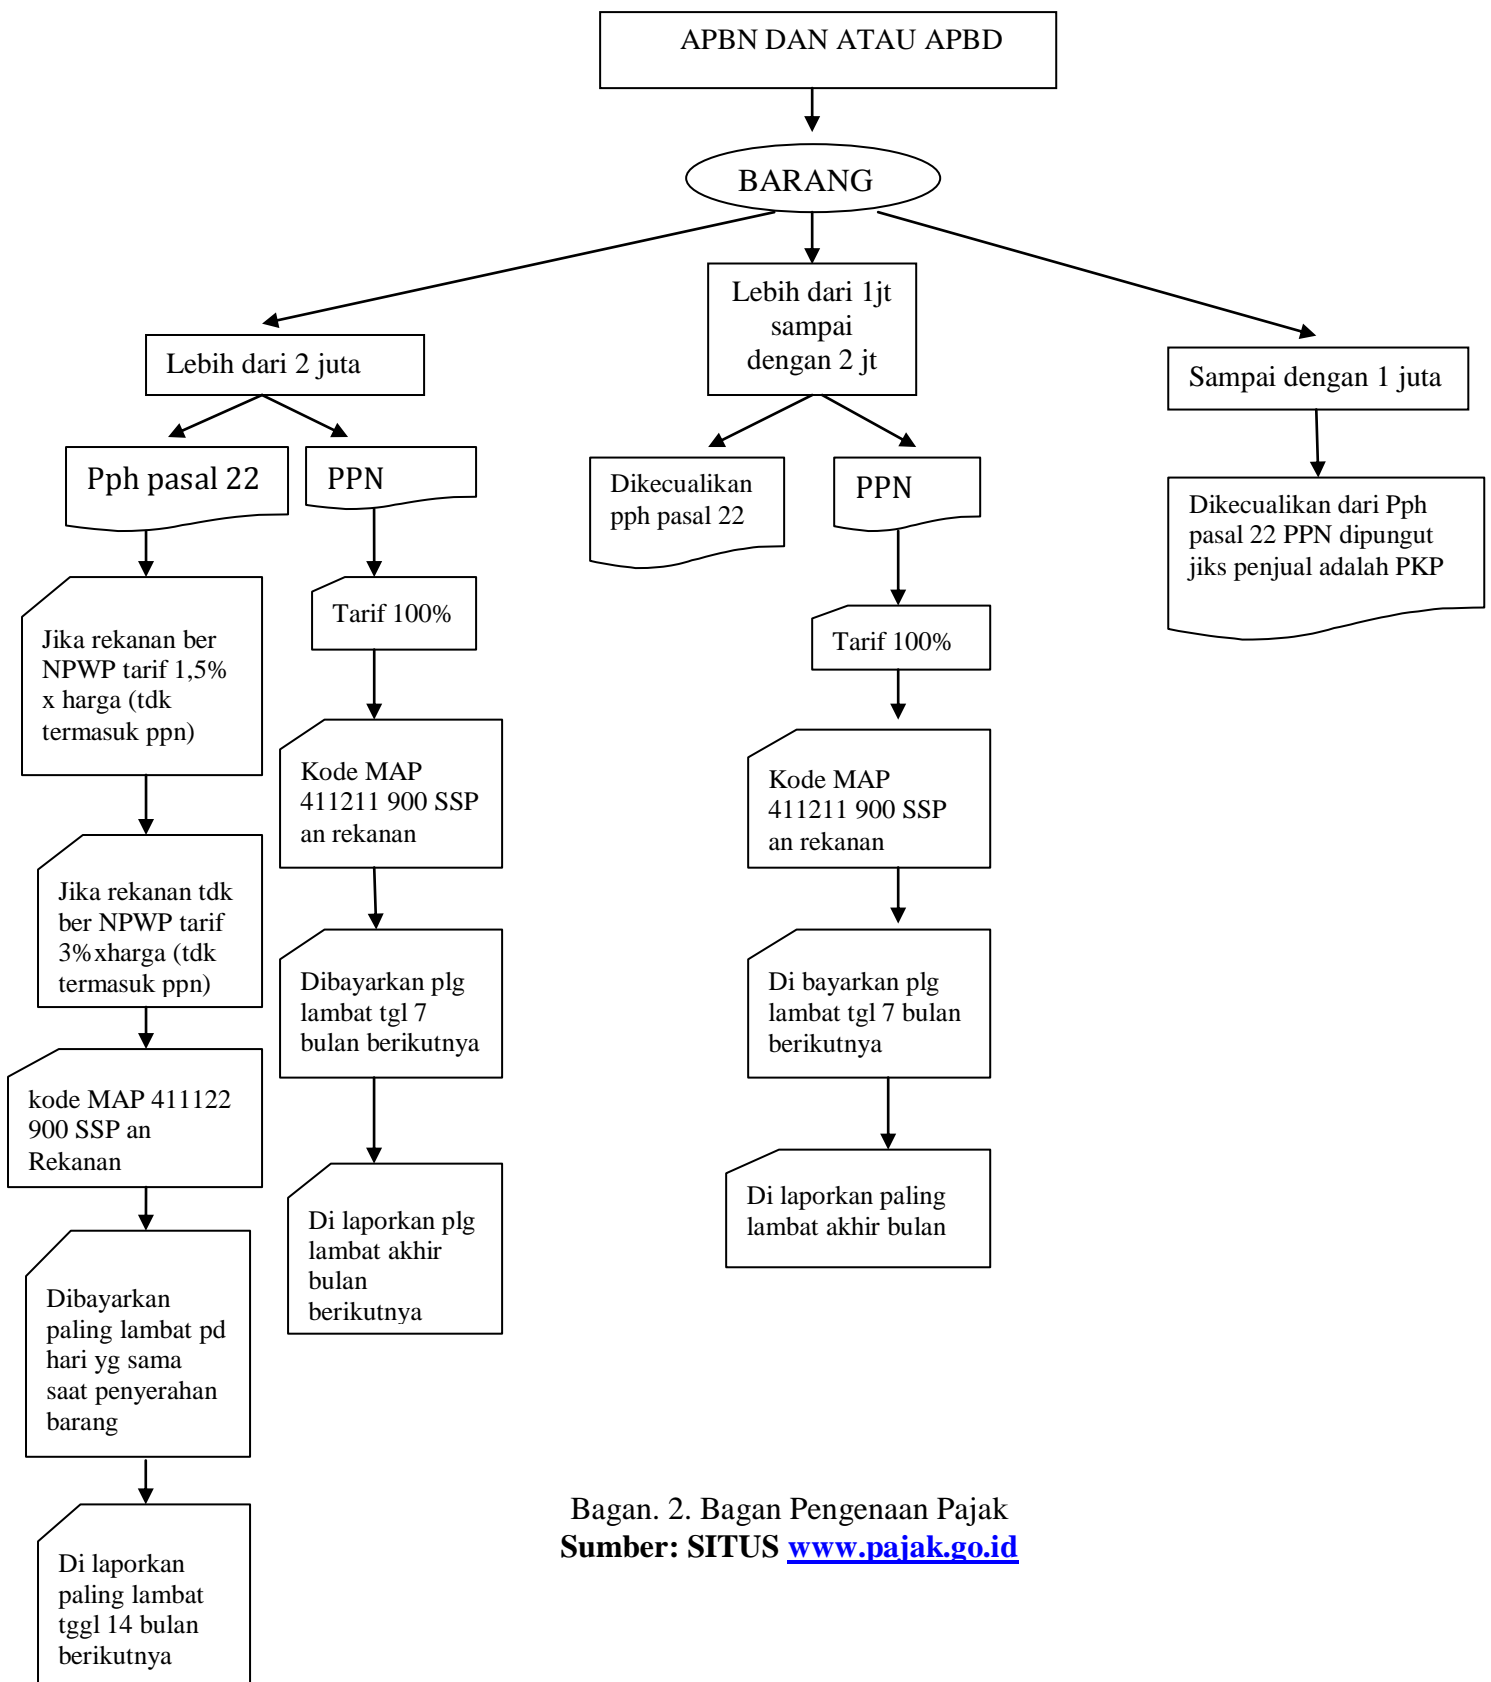 APBN DAN ATAU APBD
BARANG
Lebih dari 2 juta
Pph pasal 22
Jika rekanan ber
NPWP tarif 1,5%
x harga (tdk
termasuk ppn)
Jika rekanan tdk
ber NPWP tarif
3%xharga (tdk
termasuk ppn)
kode MAP 411122
900 SSP an
Rekanan
Dibayarkan
paling lambat pd
hari yg sama
saat penyerahan
barang
Di laporkan
paling lambat
tggl 14 bulan
berikutnya
PPN
Tarif 100%
Kode MAP
411211 900 SSP
an rekanan
Dibayarkan plg
lambat tgl 7
bulan berikutnya
Di laporkan plg
lambat akhir
bulan
berikutnya
Lebih dari 1jt
sampai
dengan 2 jt
Dikecualikan
pph pasal 22
PPN
Tarif 100%
Kode MAP
411211 900 SSP
an rekanan
Di bayarkan plg
lambat tgl 7 bulan
berikutnya
Di laporkan paling
lambat akhir bulan
Sampai dengan 1 juta
Dikecualikan dari Pph
pasal 22 PPN dipungut
jiks penjual adalah PKP
Bagan. 2. Bagan Pengenaan Pajak
Sumber: SITUS www.pajak.go.id